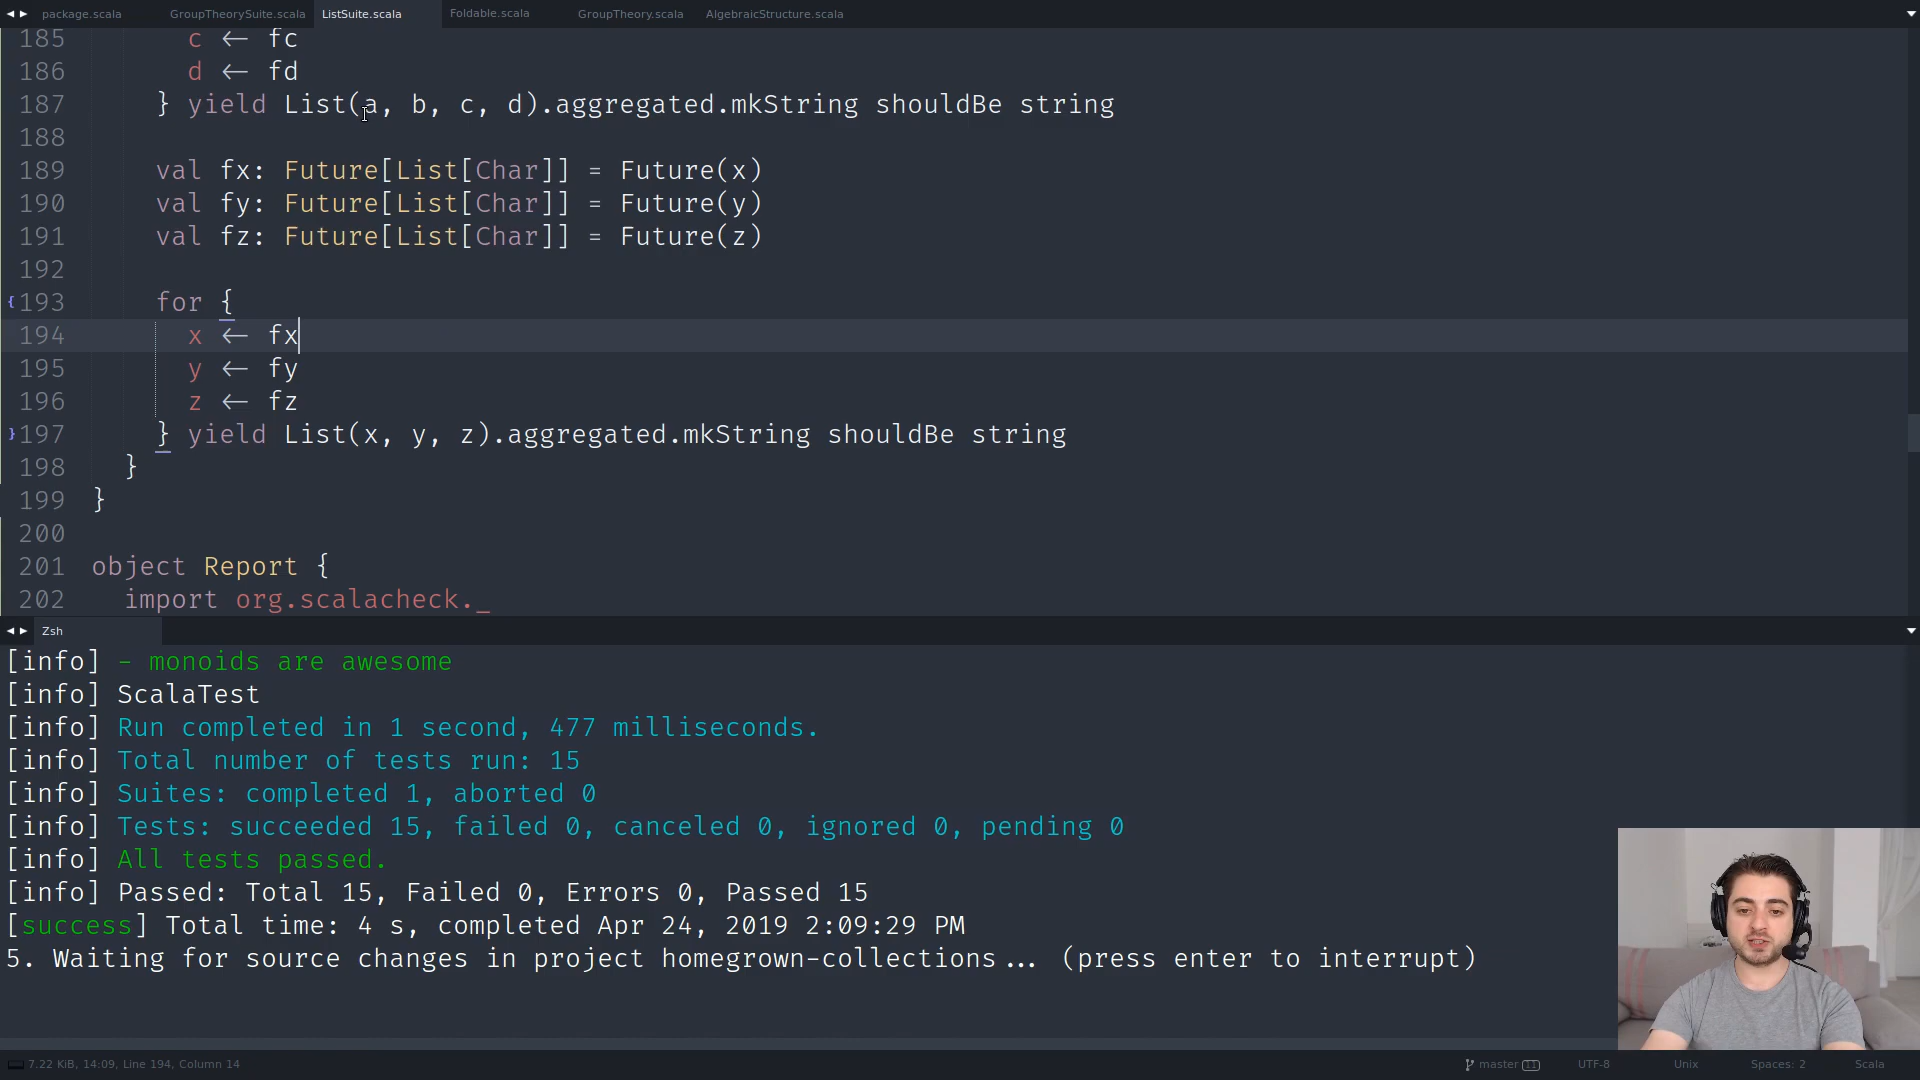 package.scala GroupTheorySuite.scala ListSuite.scala Foldable.scala GroupTheory.scala AlgebraicStructure.scala
185 c ← fc
186 d ← fd
187 } yield List(a, b, c, d).aggregated.mkString shouldBe string
188
189 val fx: Future[List[Char]] = Future(x)
190 val fy: Future[List[Char]] = Future(y)
191 val fz: Future[List[Char]] = Future(z)
192
193 for {
194 x ← fx
195 y ← fy
196 z ← fz
197 } yield List(x, y, z).aggregated.mkString shouldBe string
198 }
199 }
200
201 object Report {
202 import org.scalacheck._
Zsh
[info] - monoids are awesome
[info] ScalaTest
[info] Run completed in 1 second, 477 milliseconds.
[info] Total number of tests run: 15
[info] Suites: completed 1, aborted 0
[info] Tests: succeeded 15, failed 0, canceled 0, ignored 0, pending 0
[info] All tests passed.
[info] Passed: Total 15, Failed 0, Errors 0, Passed 15
[success] Total time: 4 s, completed Apr 24, 2019 2:09:29 PM
5. Waiting for source changes in project homegrown-collections... (press enter to interrupt)
7.22 KiB, 14:09, Line 194, Column 14 master 11 UTF-8 Unix Spaces: 2 Scala